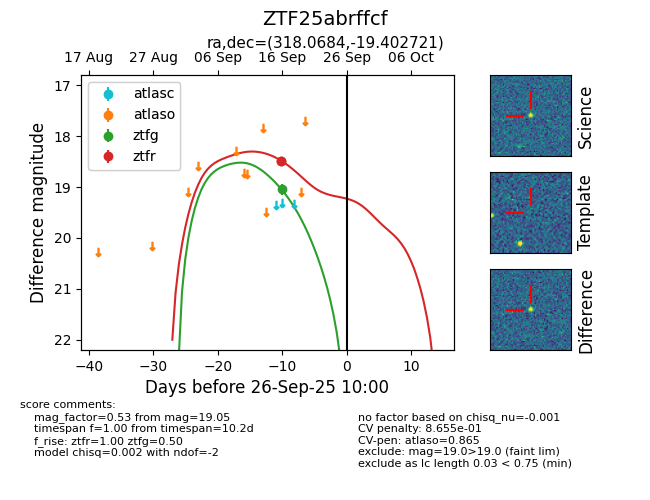 ZTF25abrffcf
ra,dec=(318.0684,-19.402721)
17 Aug 27 Aug 06 Sep 16 Sep 26 Sep 06 Oct
17
18
19
20
21
22
Difference magnitude
atlasc
atlaso
ztfg
ztfr
−40 −30 −20 −10 0 10
Days before 26-Sep-25 10:00
Science
Template
Difference
score comments:
mag_factor=0.53 from mag=19.05
timespan f=1.00 from timespan=10.2d
f_rise: ztfr=1.00 ztfg=0.50
model chisq=0.002 with ndof=-2
no factor based on chisq_nu=-0.001
CV penalty: 8.655e-01
CV-pen: atlaso=0.865
exclude: mag=19.0>19.0 (faint lim)
exclude as lc length 0.03 < 0.75 (min)